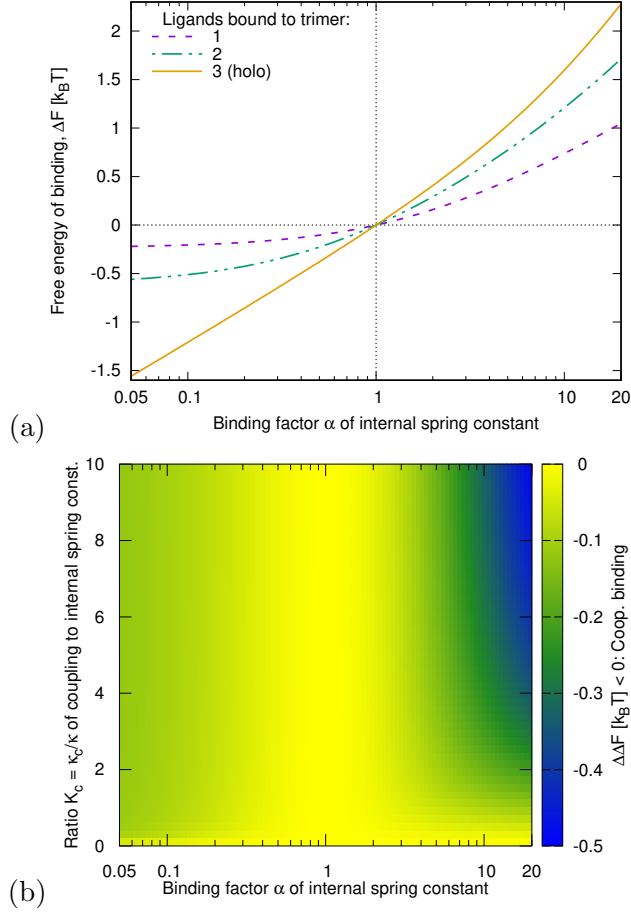 Ligands bound to trimer:
1
2
3 (holo)
2
1.5
1
0.5
0
-0.5
-1
-1.5
Free energy of binding, ΔF [k_BT]
0.05 0.1 1 10 20
Binding factor α of internal spring constant
(a)
10
8
6
4
2
0
Ratio K_c = κ_c/κ of coupling to internal spring const.
0.05 0.1 1 10 20
Binding factor α of internal spring constant
0
-0.1
-0.2
-0.3
-0.4
-0.5
ΔΔF [k_BT] < 0: Coop. binding
(b)